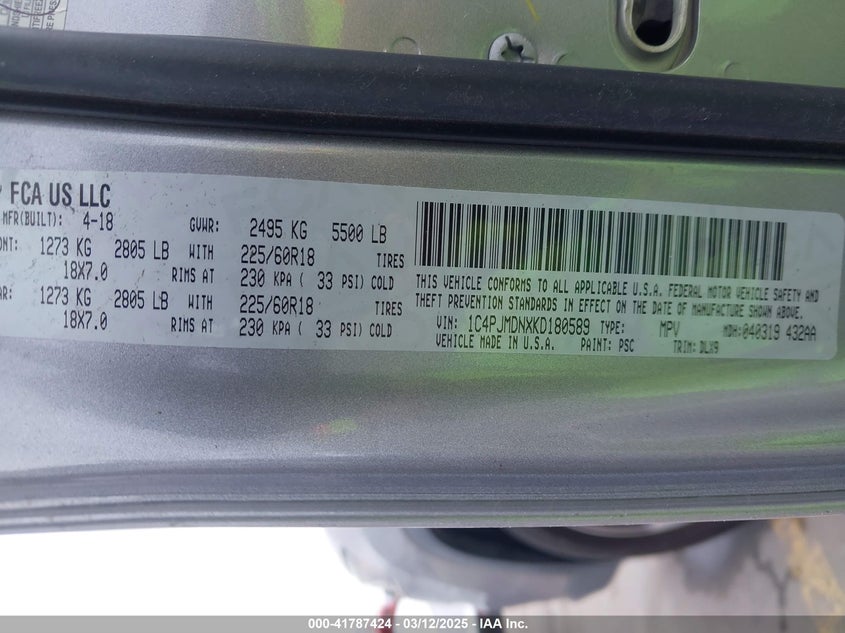 FCA US LLC
MFR(BUILT): 4-18 GVWR: 2495 KG 5500 LB
1273 KG 2805 LB WITH 225/60R18 TIRES
18X7.0 RIMS AT 230 KPA ( 33 PSI) COLD
1273 KG 2805 LB WITH 225/60R18 TIRES
18X7.0 RIMS AT 230 KPA ( 33 PSI) COLD
THIS VEHICLE CONFORMS TO ALL APPLICABLE U.S.A. FEDERAL MOTOR VEHICLE SAFETY AND
THEFT PREVENTION STANDARDS IN EFFECT ON THE DATE OF MANUFACTURE SHOWN ABOVE.
VIN: 1C4PJMDNXKD180589 TYPE: MPV MDH:040319 432AA
VEHICLE MADE IN U.S.A. PAINT: PSC TRIM: DLX9
000-41787424 - 03/12/2025 - IAA Inc.